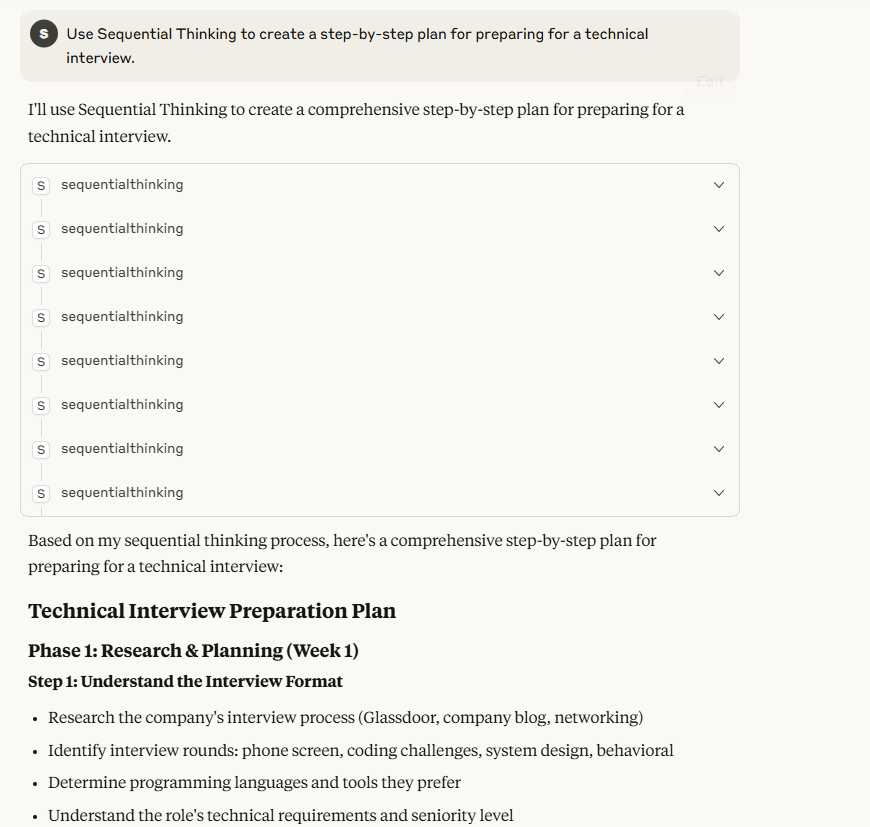 S Use Sequential Thinking to create a step-by-step plan for preparing for a technical
interview.
Edit
I'll use Sequential Thinking to create a comprehensive step-by-step plan for preparing for a
technical interview.
S sequentialthinking
S sequentialthinking
S sequentialthinking
S sequentialthinking
S sequentialthinking
S sequentialthinking
S sequentialthinking
S sequentialthinking
Based on my sequential thinking process, here's a comprehensive step-by-step plan for
preparing for a technical interview:
Technical Interview Preparation Plan
Phase 1: Research & Planning (Week 1)
Step 1: Understand the Interview Format
• Research the company's interview process (Glassdoor, company blog, networking)
• Identify interview rounds: phone screen, coding challenges, system design, behavioral
• Determine programming languages and tools they prefer
• Understand the role's technical requirements and seniority level